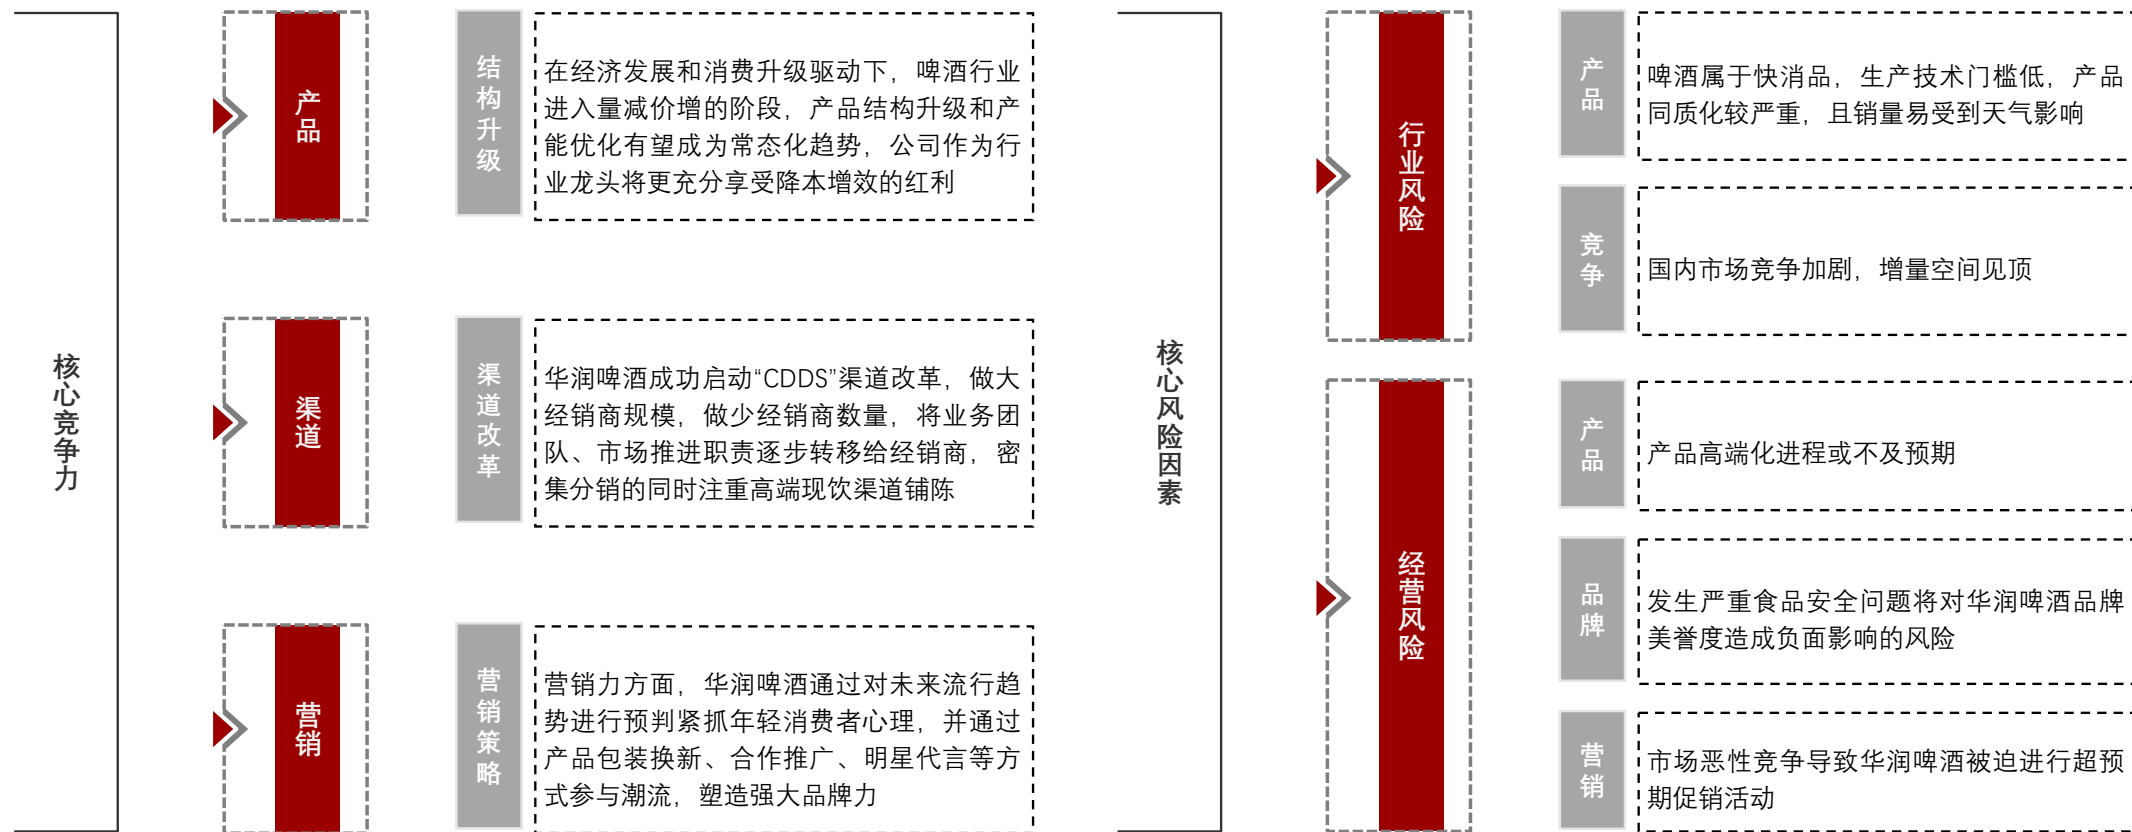 核心竞争力
产品
结构升级
在经济发展和消费升级驱动下，啤酒行业
进入量减价增的阶段，产品结构升级和产
能优化有望成为常态化趋势，公司作为行
业龙头将更充分享受降本增效的红利
渠道
渠道改革
华润啤酒成功启动“CDDS”渠道改革，做大
经销商规模，做少经销商数量，将业务团
队、市场推进职责逐步转移给经销商，密
集分销的同时注重高端现饮渠道铺陈
营销
营销策略
营销力方面，华润啤酒通过对未来流行趋
势进行预判紧抓年轻消费者心理，并通过
产品包装换新、合作推广、明星代言等方
式参与潮流，塑造强大品牌力
核心风险因素
行业风险
产品
啤酒属于快消品，生产技术门槛低，产品
同质化较严重，且销量易受到天气影响
竞争
国内市场竞争加剧，增量空间见顶
经营风险
产品
产品高端化进程或不及预期
品牌
发生严重食品安全问题将对华润啤酒品牌
美誉度造成负面影响的风险
营销
市场恶性竞争导致华润啤酒被迫进行超预
期促销活动